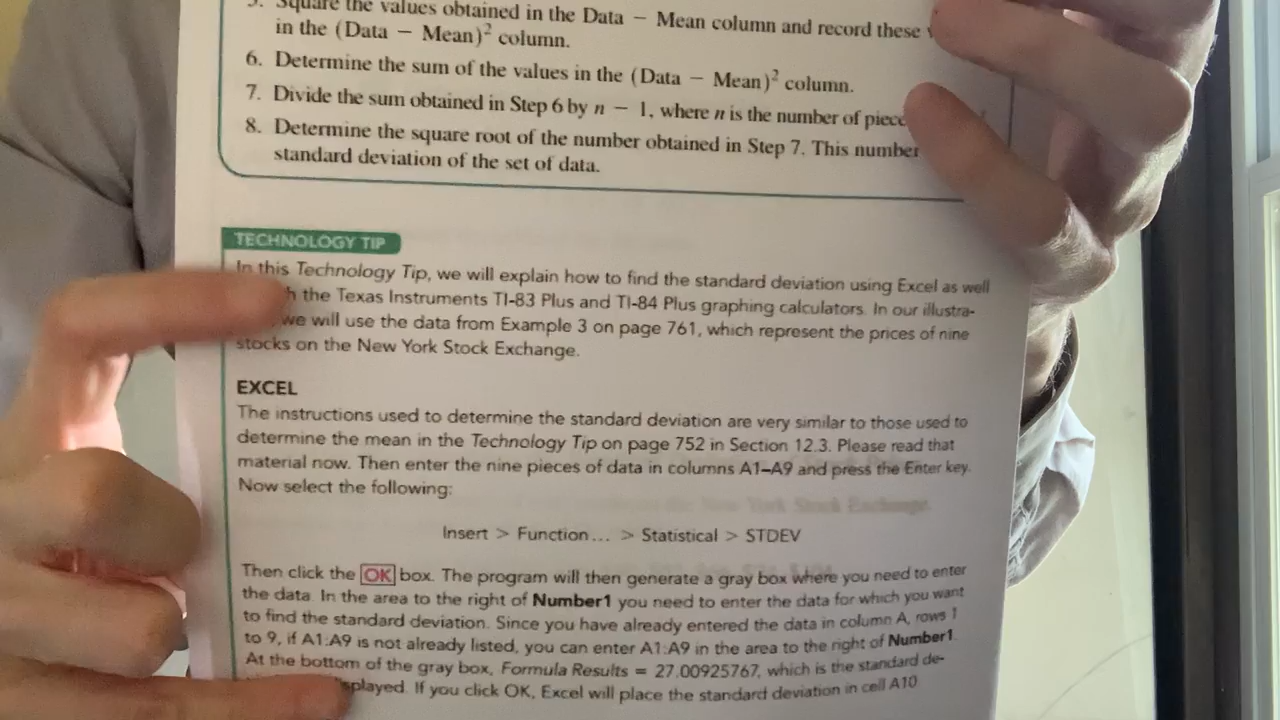 5. Square the values obtained in the Data − Mean column and record these
in the (Data − Mean)² column.
6. Determine the sum of the values in the (Data − Mean)² column.
7. Divide the sum obtained in Step 6 by n − 1, where n is the number of
8. Determine the square root of the number obtained in Step 7. This number
standard deviation of the set of data.
TECHNOLOGY TIP
In this Technology Tip, we will explain how to find the standard deviation using Excel as well
the Texas Instruments TI-83 Plus and TI-84 Plus graphing calculators. In our illustra-
we will use the data from Example 3 on page 761, which represent the prices of nine
stocks on the New York Stock Exchange.
EXCEL
The instructions used to determine the standard deviation are very similar to those used to
determine the mean in the Technology Tip on page 752 in Section 12.3. Please read that
material now. Then enter the nine pieces of data in columns A1–A9 and press the Enter key.
Now select the following:
Insert > Function... > Statistical > STDEV
Then click the OK box. The program will then generate a gray box where you need to enter
the data. In the area to the right of Number1 you need to enter the data for which you want
to find the standard deviation. Since you have already entered the data in column A, rows 1
to 9, if A1:A9 is not already listed, you can enter A1:A9 in the area to the right of Number1.
At the bottom of the gray box, Formula Results = 27.00925767, which is the standard de-
splayed. If you click OK, Excel will place the standard deviation in cell A10.